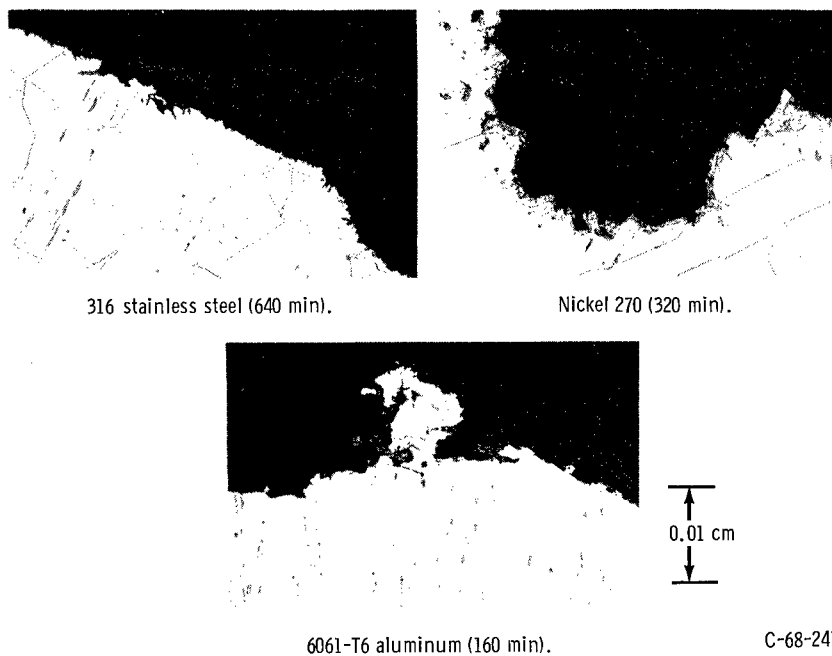 316 stainless steel (640 min).
Nickel 270 (320 min).
0.01 cm
6061-T6 aluminum (160 min).
C-68-24